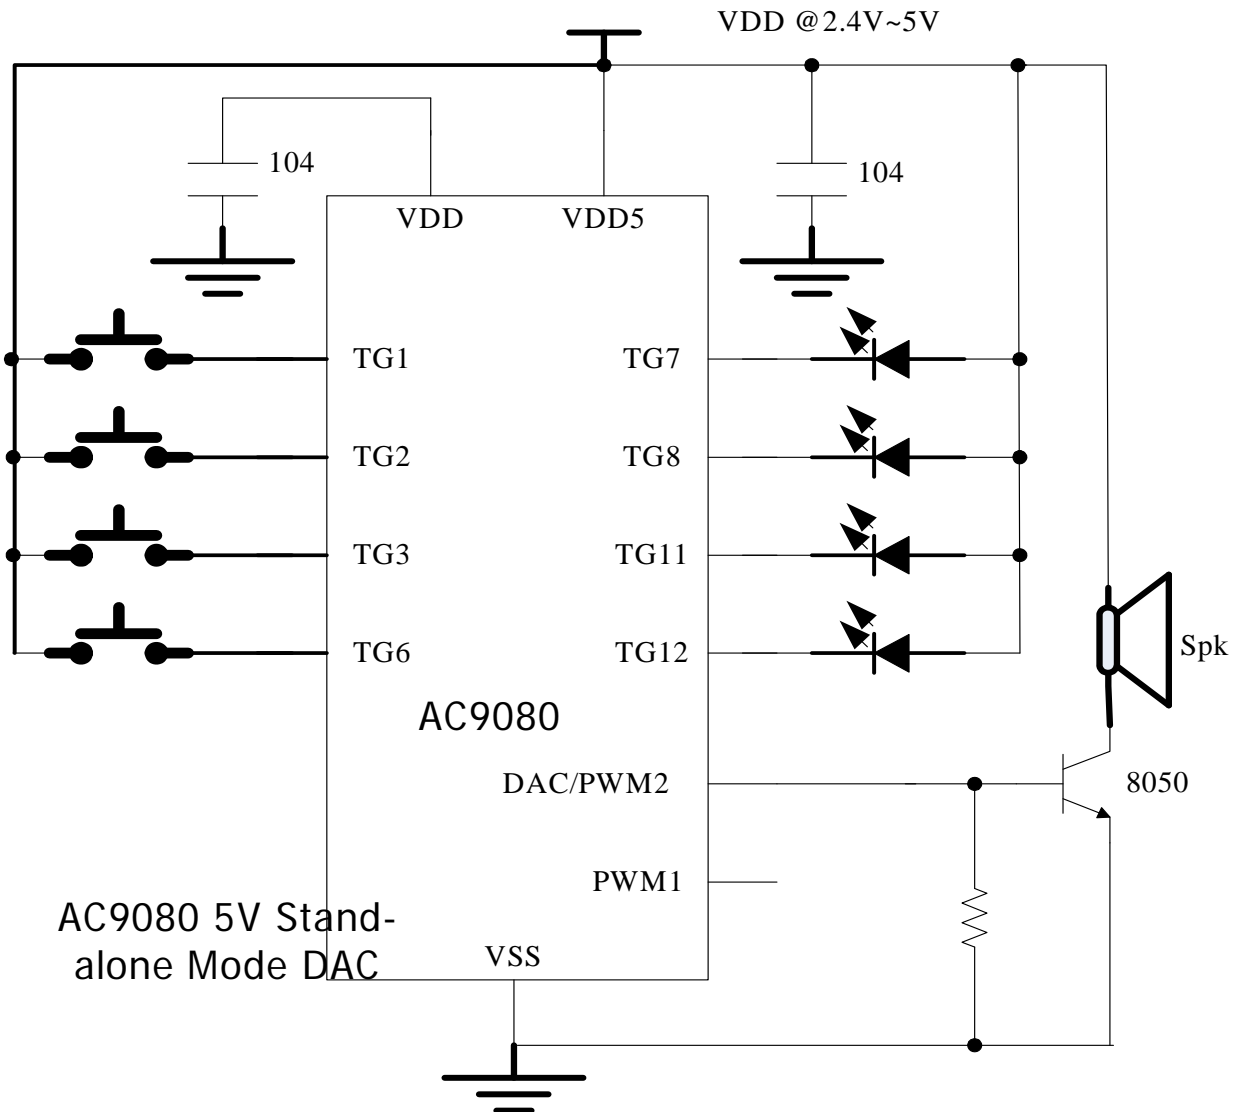 VDD @2.4V~5V
104
104
VDD
VDD5
TG1
TG7
TG2
TG8
TG3
TG11
TG6
TG12
Spk
AC9080
DAC/PWM2
8050
PWM1
AC9080 5V Stand-
alone Mode DAC
VSS